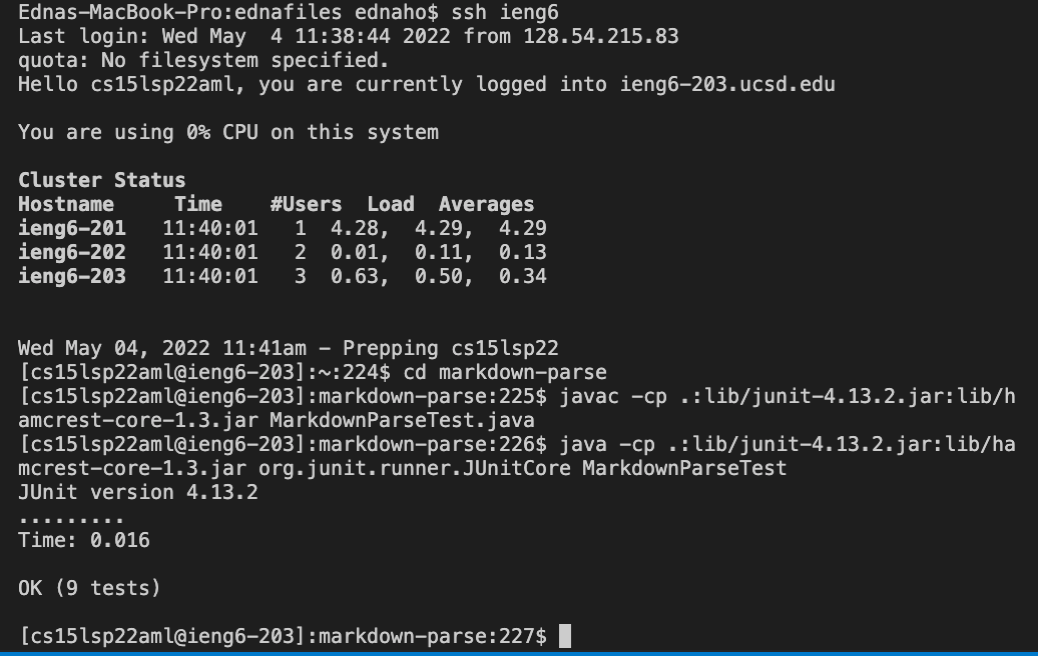 Ednas-MacBook-Pro:ednafiles ednaho$ ssh ieng6
Last login: Wed May  4 11:38:44 2022 from 128.54.215.83
quota: No filesystem specified.
Hello cs15lsp22aml, you are currently logged into ieng6-203.ucsd.edu
You are using 0% CPU on this system
Cluster Status
Hostname     Time    #Users  Load  Averages
ieng6-201   11:40:01   1  4.28,  4.29,  4.29
ieng6-202   11:40:01   2  0.01,  0.11,  0.13
ieng6-203   11:40:01   3  0.63,  0.50,  0.34
Wed May 04, 2022 11:41am - Prepping cs15lsp22
[cs15lsp22aml@ieng6-203]:~:224$ cd markdown-parse
[cs15lsp22aml@ieng6-203]:markdown-parse:225$ javac -cp .:lib/junit-4.13.2.jar:lib/h
amcrest-core-1.3.jar MarkdownParseTest.java
[cs15lsp22aml@ieng6-203]:markdown-parse:226$ java -cp .:lib/junit-4.13.2.jar:lib/ha
mcrest-core-1.3.jar org.junit.runner.JUnitCore MarkdownParseTest
JUnit version 4.13.2
.........
Time: 0.016
OK (9 tests)
[cs15lsp22aml@ieng6-203]:markdown-parse:227$